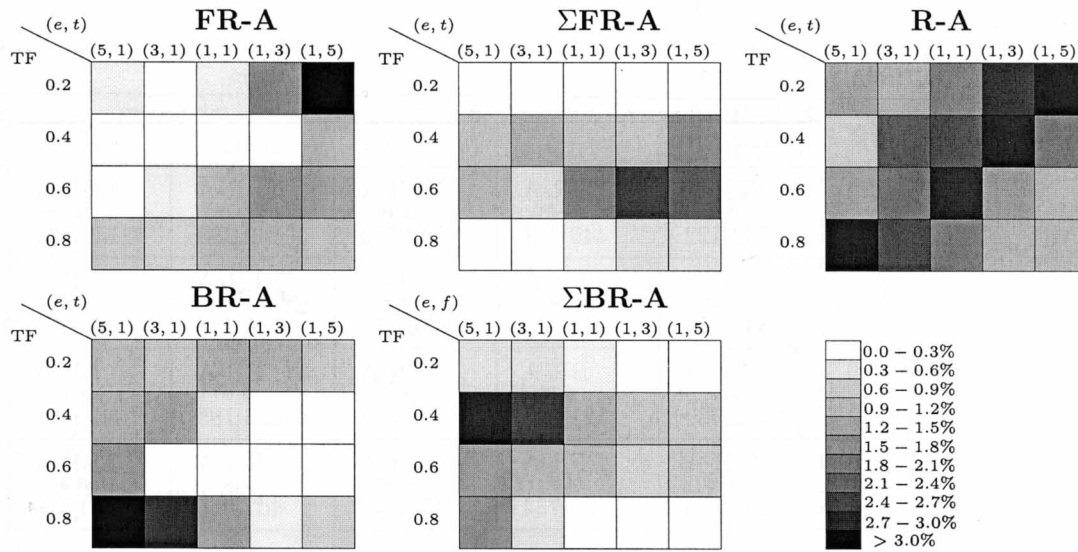 (e, t) FR-A
TF (5, 1) (3, 1) (1, 1) (1, 3) (1, 5)
0.2
0.4
0.6
0.8
(e, t) ΣFR-A
TF (5, 1) (3, 1) (1, 1) (1, 3) (1, 5)
0.2
0.4
0.6
0.8
(e, t) R-A
TF (5, 1) (3, 1) (1, 1) (1, 3) (1, 5)
0.2
0.4
0.6
0.8
(e, t) BR-A
TF (5, 1) (3, 1) (1, 1) (1, 3) (1, 5)
0.2
0.4
0.6
0.8
(e, f) ΣBR-A
TF (5, 1) (3, 1) (1, 1) (1, 3) (1, 5)
0.2
0.4
0.6
0.8
0.0 – 0.3%
0.3 – 0.6%
0.6 – 0.9%
0.9 – 1.2%
1.2 – 1.5%
1.5 – 1.8%
1.8 – 2.1%
2.1 – 2.4%
2.4 – 2.7%
2.7 – 3.0%
> 3.0%